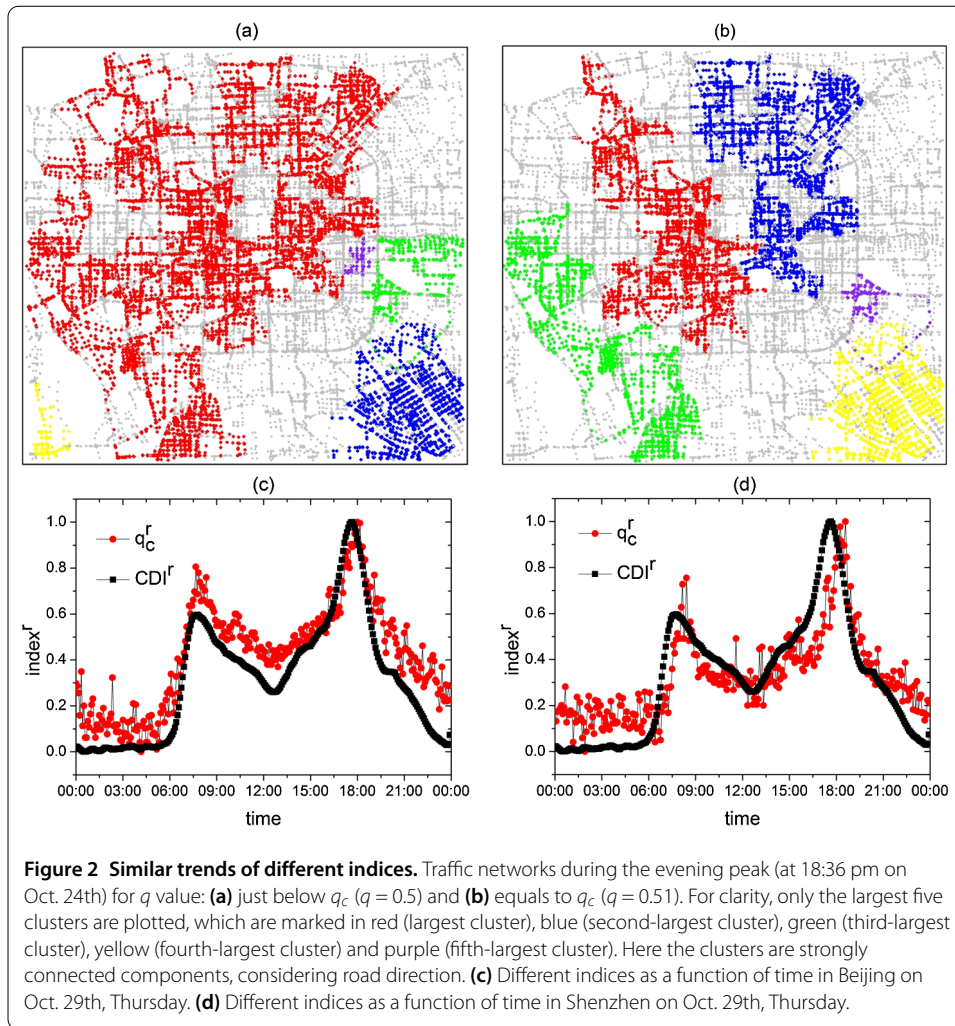 (a)
(b)
(c)
1.0
0.8
0.6
0.4
0.2
0.0
index^r
q_c^r
CDI^r
00:00 03:00 06:00 09:00 12:00 15:00 18:00 21:00 00:00
time
(d)
1.0
0.8
0.6
0.4
0.2
0.0
index^r
q_c^r
CDI^r
00:00 03:00 06:00 09:00 12:00 15:00 18:00 21:00 00:00
time
Figure 2 Similar trends of different indices. Traffic networks during the evening peak (at 18:36 pm on
Oct. 24th) for q value: (a) just below q_c (q = 0.5) and (b) equals to q_c (q = 0.51). For clarity, only the largest five
clusters are plotted, which are marked in red (largest cluster), blue (second-largest cluster), green (third-largest
cluster), yellow (fourth-largest cluster) and purple (fifth-largest cluster). Here the clusters are strongly
connected components, considering road direction. (c) Different indices as a function of time in Beijing on
Oct. 29th, Thursday. (d) Different indices as a function of time in Shenzhen on Oct. 29th, Thursday.